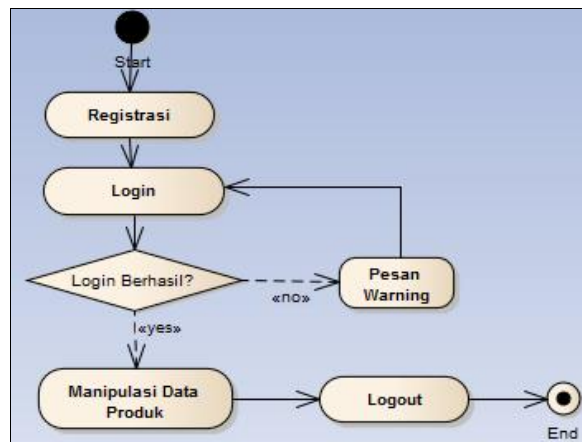 Start
Registrasi
Login
Login Berhasil?
«no»
Pesan
Warning
«yes»
Manipulasi Data
Produk
Logout
End